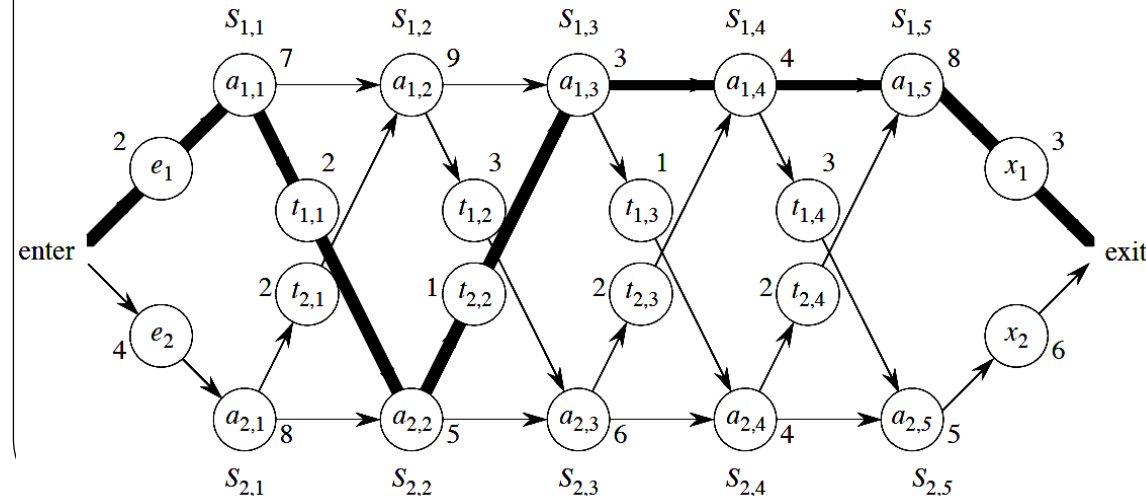 S1,1 S1,2 S1,3 S1,4 S1,5
7 9 3 4 8
a1,1 a1,2 a1,3 a1,4 a1,5
2 2 3 1 3 3
e1 t1,1 t1,2 t1,3 t1,4 x1
enter exit
2 t2,1 1 t2,2 2 t2,3 2 t2,4
e2 x2
4 6
a2,1 a2,2 a2,3 a2,4 a2,5
8 5 6 4 5
S2,1 S2,2 S2,3 S2,4 S2,5